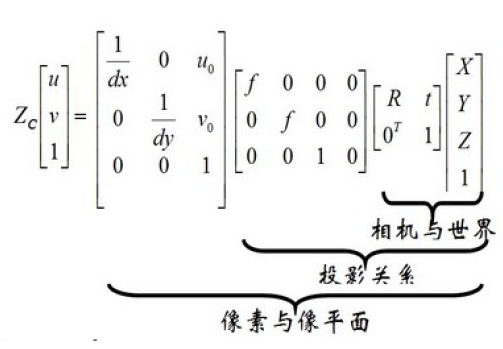 Z_c [u v 1]^T = [1/dx 0 u_0; 0 1/dy v_0; 0 0 1] [f 0 0 0; 0 f 0 0; 0 0 1 0] [R t; 0^T 1] [X Y Z 1]^T
相机与世界
投影关系
像素与像平面